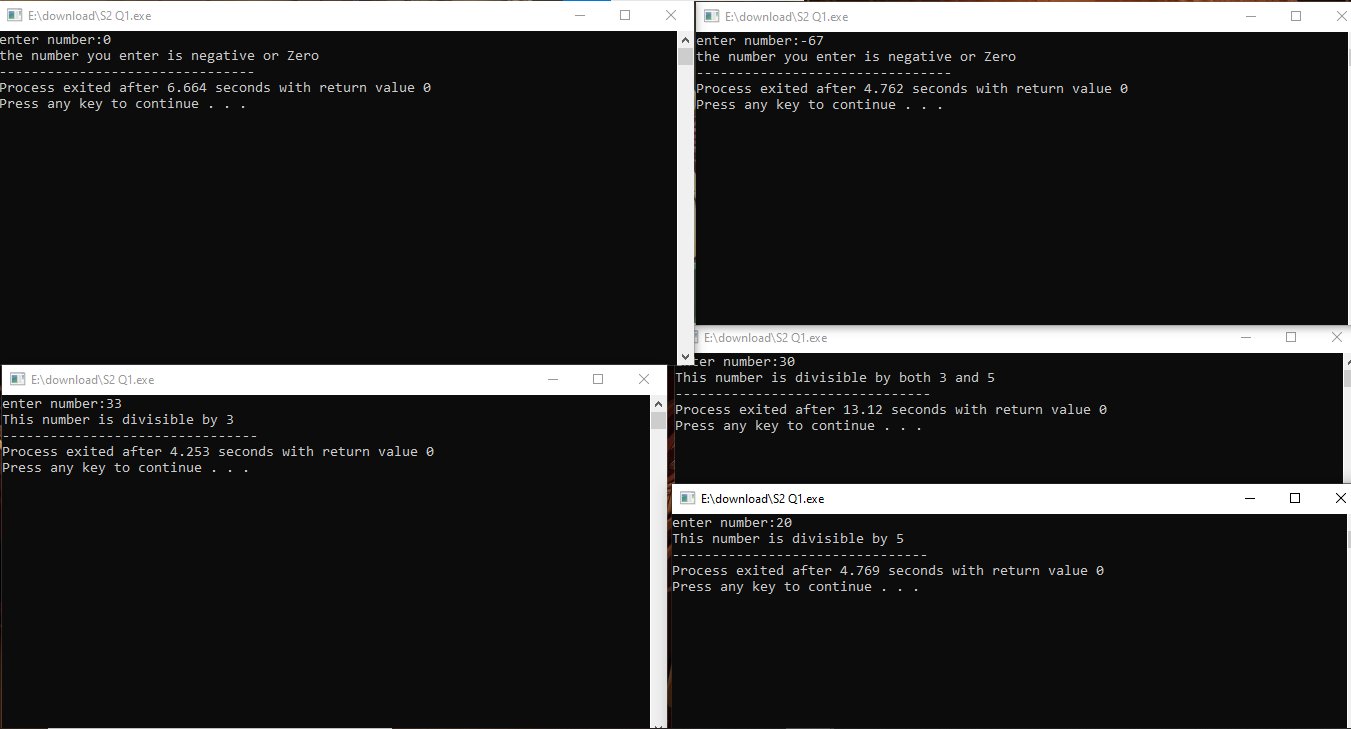 E:\download\S2 Q1.exe
enter number:0
the number you enter is negative or Zero
--------------------------------
Process exited after 6.664 seconds with return value 0
Press any key to continue . . .
E:\download\S2 Q1.exe
enter number:-67
the number you enter is negative or Zero
--------------------------------
Process exited after 4.762 seconds with return value 0
Press any key to continue . . .
E:\download\S2 Q1.exe
enter number:33
This number is divisible by 3
--------------------------------
Process exited after 4.253 seconds with return value 0
Press any key to continue . . .
E:\download\S2 Q1.exe
ter number:30
This number is divisible by both 3 and 5
--------------------------------
Process exited after 13.12 seconds with return value 0
Press any key to continue . . .
E:\download\S2 Q1.exe
enter number:20
This number is divisible by 5
--------------------------------
Process exited after 4.769 seconds with return value 0
Press any key to continue . . .